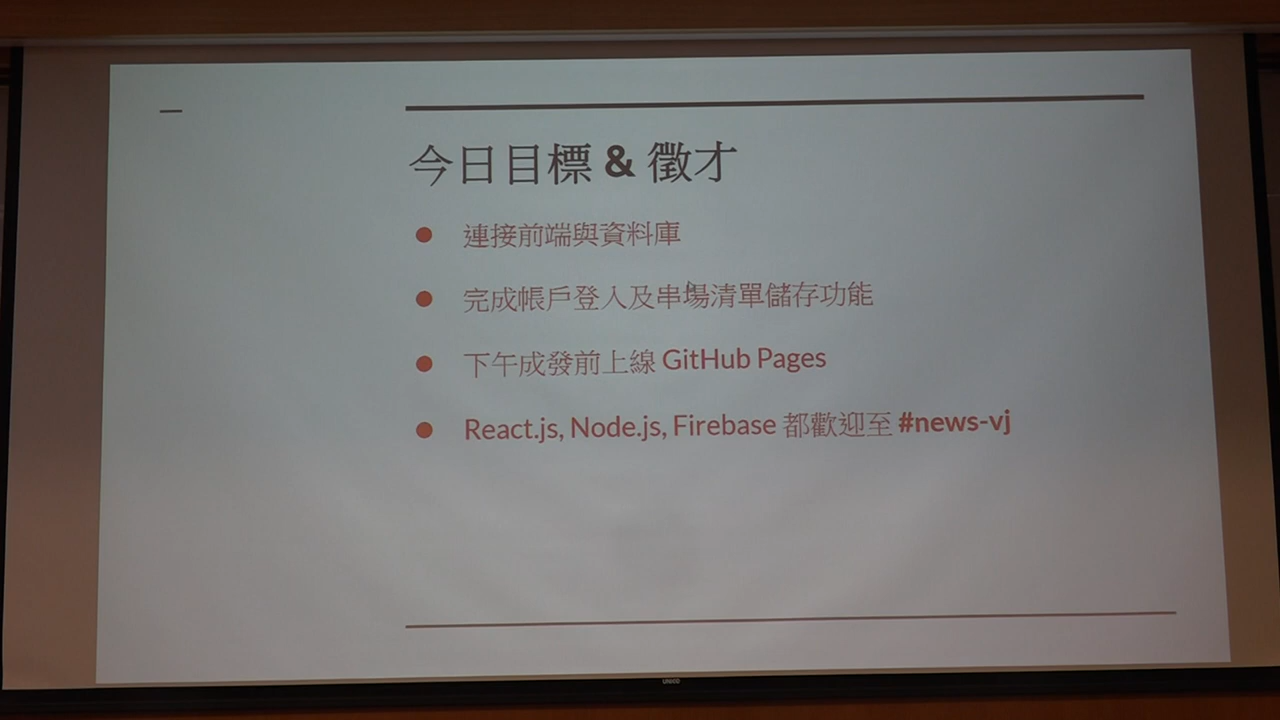 今日目標 & 徵才
連接前端與資料庫
完成帳戶登入及串場清單儲存功能
下午成發前上線 GitHub Pages
React.js, Node.js, Firebase 都歡迎至 #news-vj